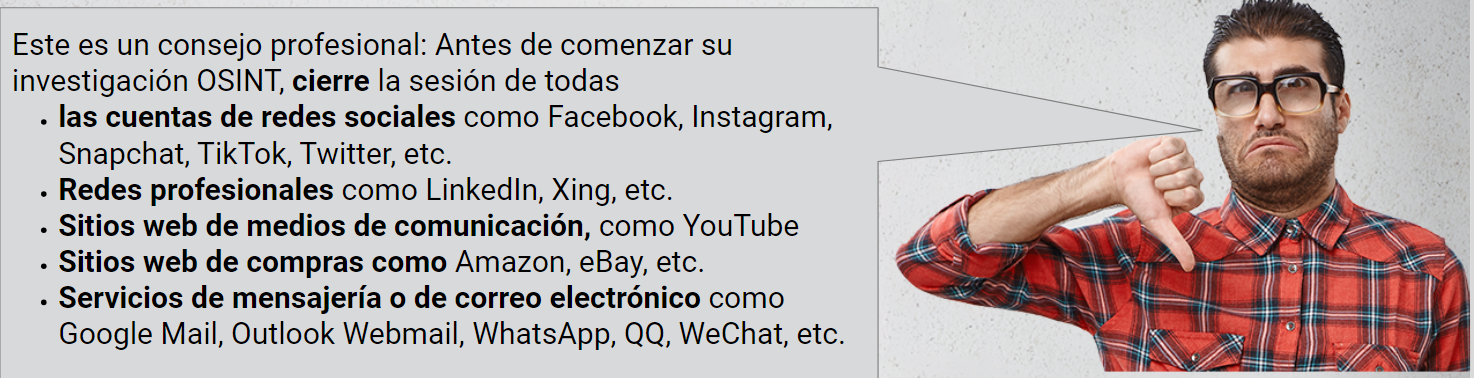 Este es un consejo profesional: Antes de comenzar su
investigación OSINT, cierre la sesión de todas
• las cuentas de redes sociales como Facebook, Instagram,
Snapchat, TikTok, Twitter, etc.
• Redes profesionales como LinkedIn, Xing, etc.
• Sitios web de medios de comunicación, como YouTube
• Sitios web de compras como Amazon, eBay, etc.
• Servicios de mensajería o de correo electrónico como
Google Mail, Outlook Webmail, WhatsApp, QQ, WeChat, etc.